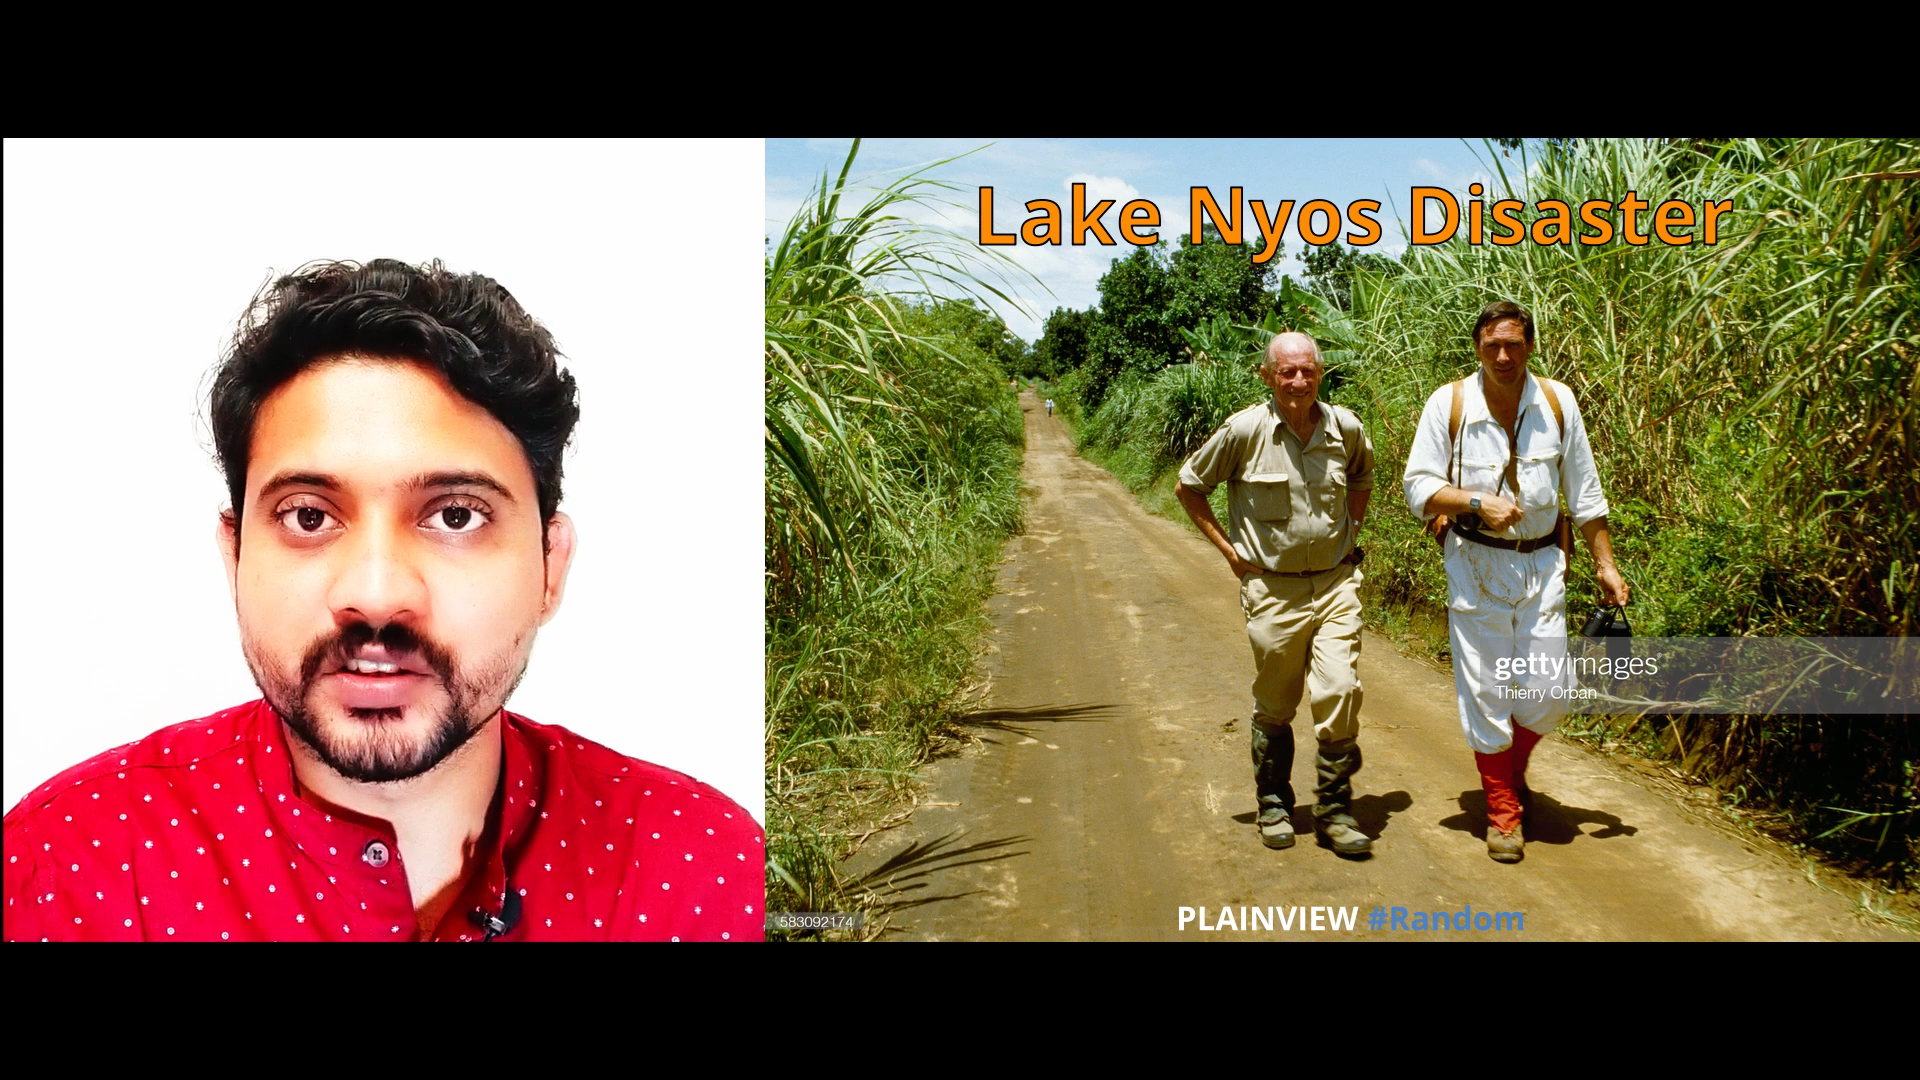 Lake Nyos Disaster
gettyimages
Thierry Orban
583092174
PLAINVIEW #Random